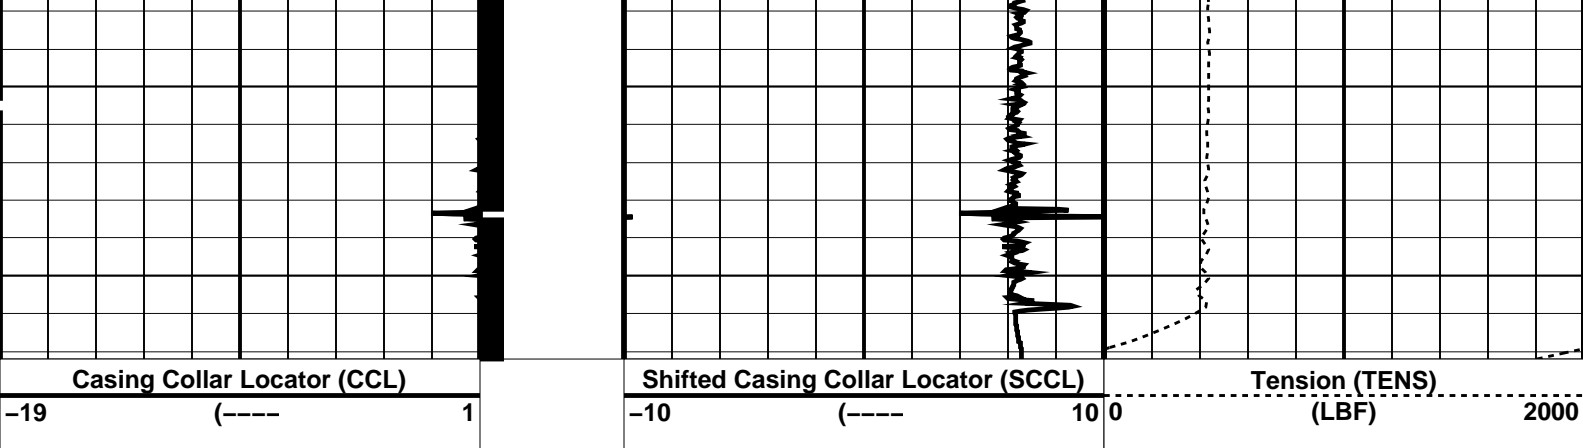 Casing Collar Locator (CCL)
−19 (−−−− 1
Shifted Casing Collar Locator (SCCL)
−10 (−−−− 10
Tension (TENS)
0 (LBF) 2000